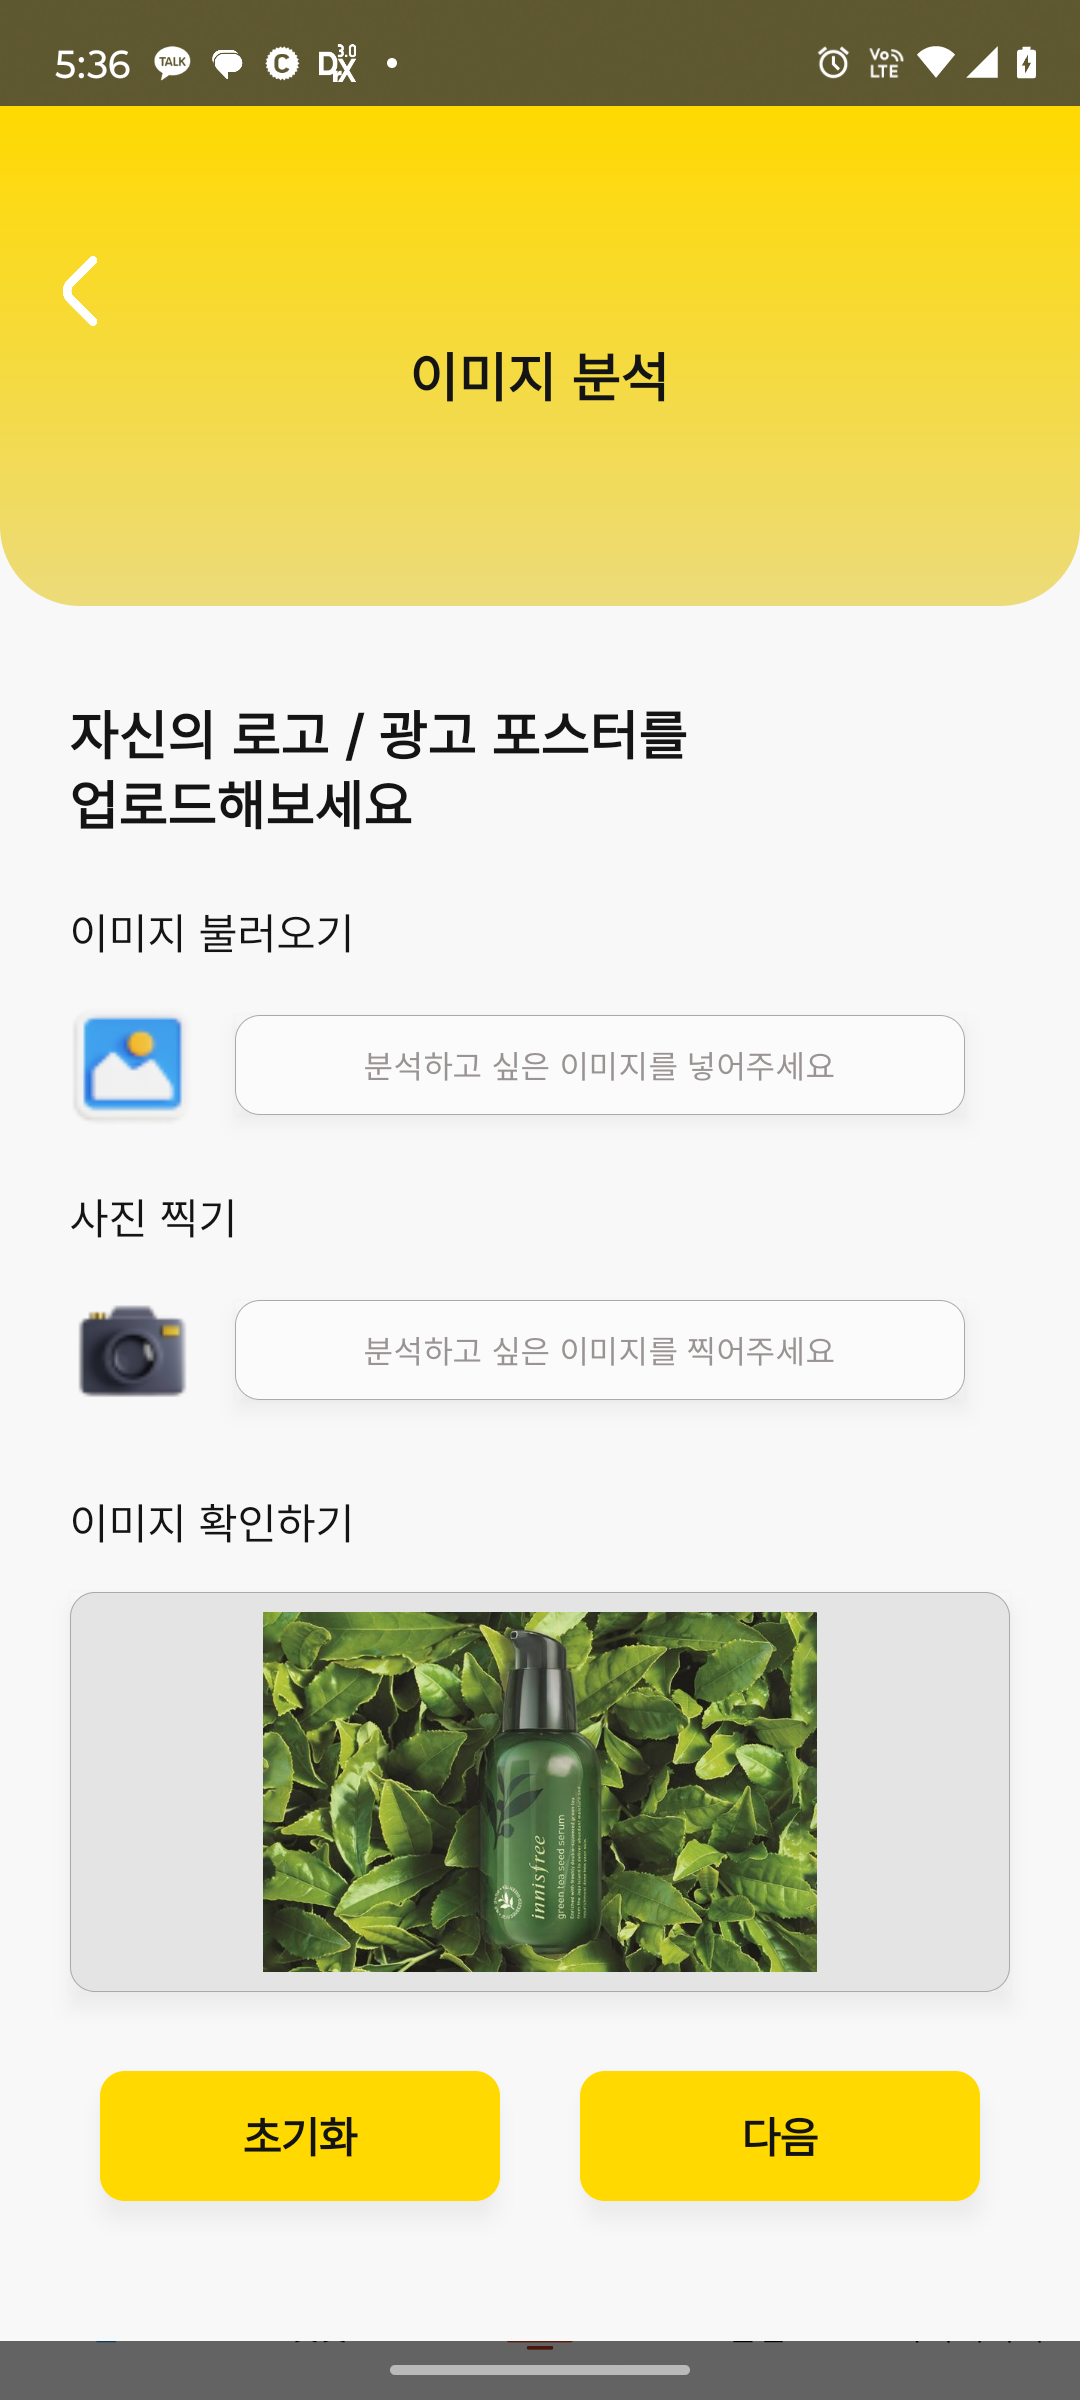 5:36 TALK C DX 3.0 Vo LTE
이미지 분석
자신의 로고 / 광고 포스터를
업로드해보세요
이미지 불러오기
분석하고 싶은 이미지를 넣어주세요
사진 찍기
분석하고 싶은 이미지를 찍어주세요
이미지 확인하기
innisfree
green tea seed serum
초기화
다음